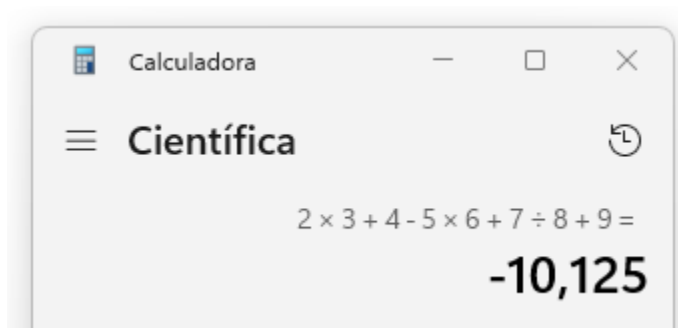 Calculadora
Científica
2 × 3 + 4 - 5 × 6 + 7 ÷ 8 + 9 =
-10,125